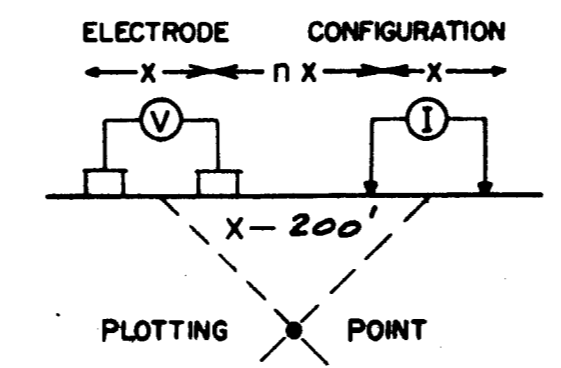 ELECTRODE CONFIGURATION
x n x x
V I
x - 200'
PLOTTING POINT